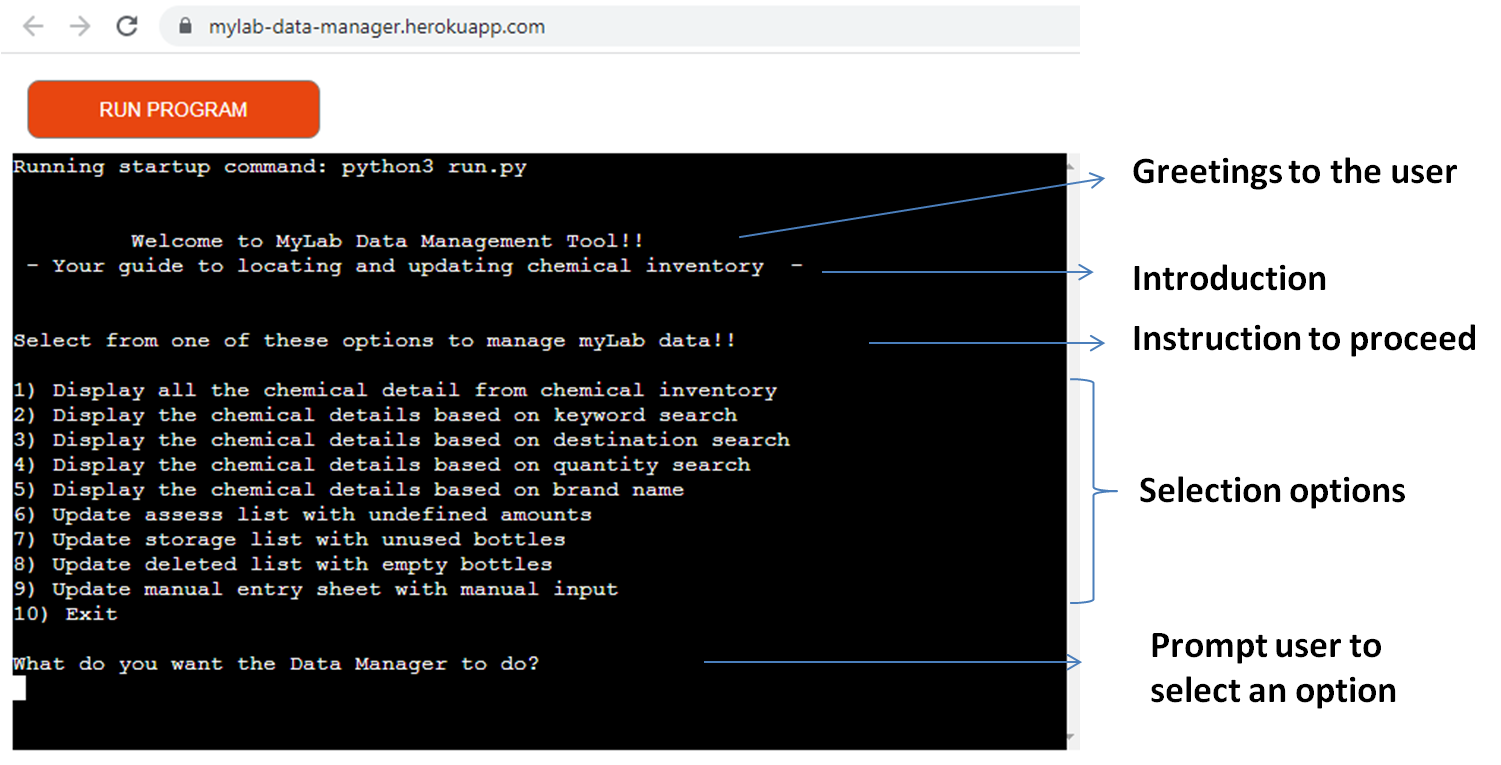 mylab-data-manager.herokuapp.com
RUN PROGRAM
Running startup command: python3 run.py
Welcome to MyLab Data Management Tool!!
- Your guide to locating and updating chemical inventory -
Select from one of these options to manage myLab data!!
1) Display all the chemical detail from chemical inventory
2) Display the chemical details based on keyword search
3) Display the chemical details based on destination search
4) Display the chemical details based on quantity search
5) Display the chemical details based on brand name
6) Update assess list with undefined amounts
7) Update storage list with unused bottles
8) Update deleted list with empty bottles
9) Update manual entry sheet with manual input
10) Exit
What do you want the Data Manager to do?
Greetings to the user
Introduction
Instruction to proceed
Selection options
Prompt user to
select an option